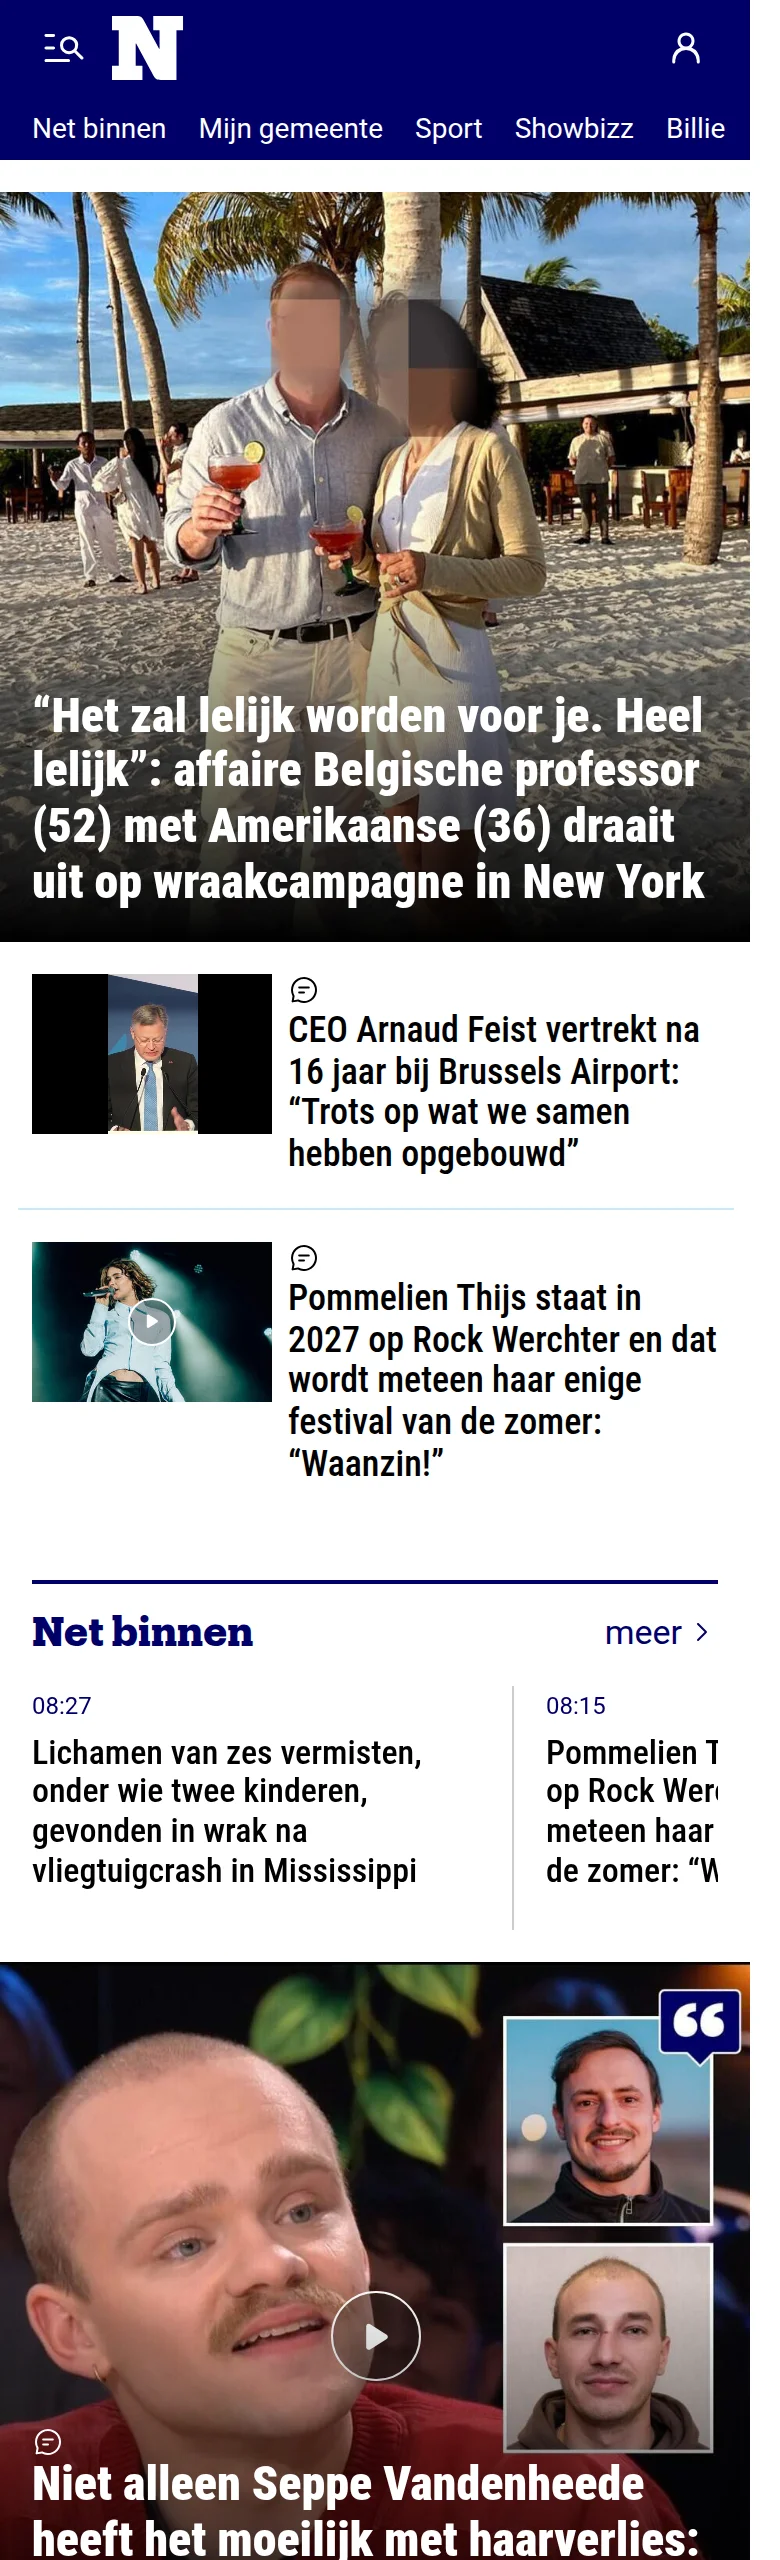 N
Net binnen Mijn gemeente Sport Showbizz Billie
“Het zal lelijk worden voor je. Heel
lelijk”: affaire Belgische professor
(52) met Amerikaanse (36) draait
uit op wraakcampagne in New York
CEO Arnaud Feist vertrekt na
16 jaar bij Brussels Airport:
“Trots op wat we samen
hebben opgebouwd”
Pommelien Thijs staat in
2027 op Rock Werchter en dat
wordt meteen haar enige
festival van de zomer:
“Waanzin!”
Net binnen
meer
08:27
Lichamen van zes vermisten,
onder wie twee kinderen,
gevonden in wrak na
vliegtuigcrash in Mississippi
08:15
Pommelien T
op Rock Wer
meteen haar
de zomer: “W
Niet alleen Seppe Vandenheede
heeft het moeilijk met haarverlies: